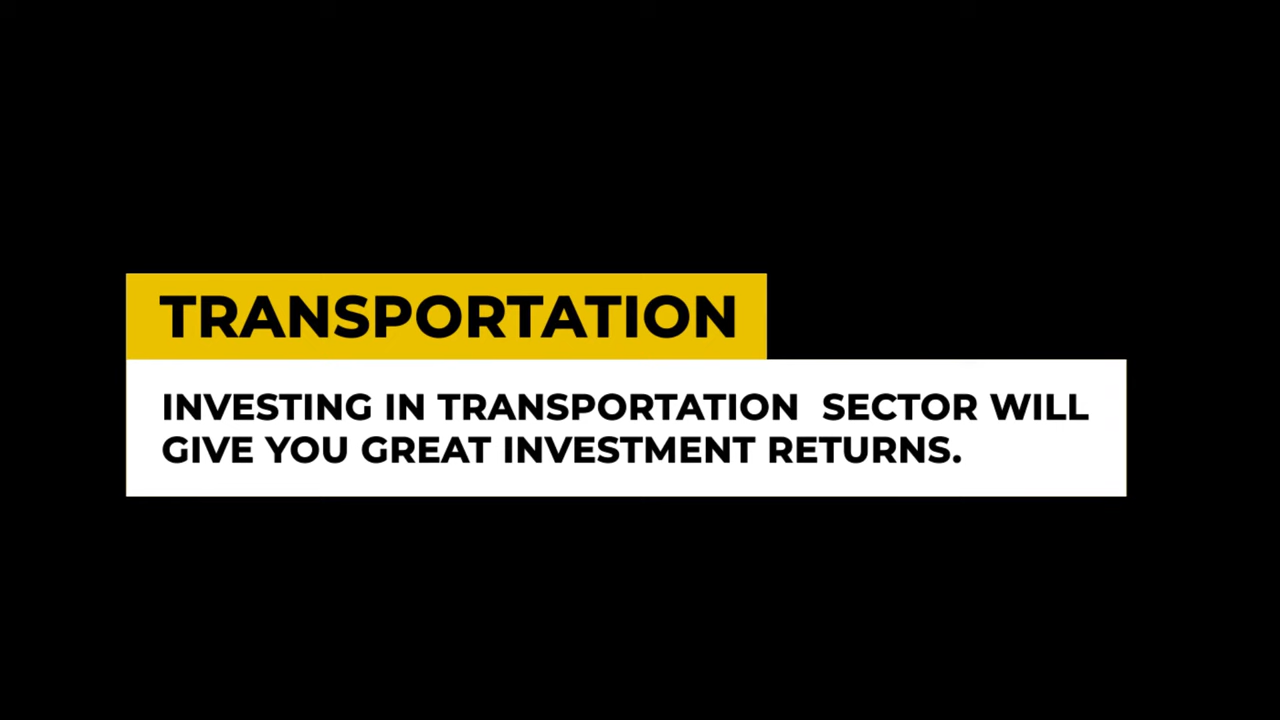 TRANSPORTATION
INVESTING IN TRANSPORTATION  SECTOR WILL
GIVE YOU GREAT INVESTMENT RETURNS.